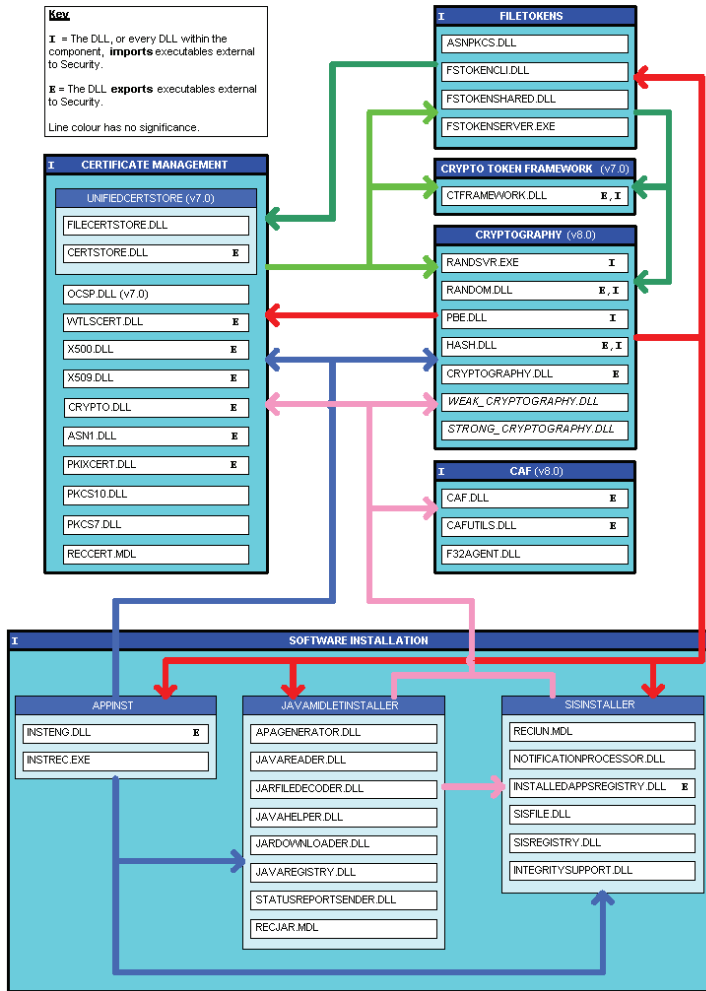 Key
I = The DLL, or every DLL within the
component, imports executables external
to Security.
E = The DLL exports executables external
to Security.
Line colour has no significance.
I FILETOKENS
ASNPKCS.DLL
FSTOKENCLI.DLL
FSTOKENSHARED.DLL
FSTOKENSERVER.EXE
I CERTIFICATE MANAGEMENT
UNIFIEDCERTSTORE (v7.0)
FILECERTSTORE.DLL
CERTSTORE.DLL E
OCSP.DLL (v7.0)
WTLSCERT.DLL E
X500.DLL E
X509.DLL E
CRYPTO.DLL E
ASN1.DLL E
PKIXCERT.DLL E
PKCS10.DLL
PKCS7.DLL
RECCERT.MDL
CRYPTO TOKEN FRAMEWORK (v7.0)
CTFRAMEWORK.DLL E,I
CRYPTOGRAPHY (v8.0)
RANDSVR.EXE I
RANDOM.DLL E,I
PBE.DLL I
HASH.DLL E,I
CRYPTOGRAPHY.DLL E
WEAK_CRYPTOGRAPHY.DLL
STRONG_CRYPTOGRAPHY.DLL
I CAF (v8.0)
CAF.DLL E
CAFUTILS.DLL E
F32AGENT.DLL
I SOFTWARE INSTALLATION
APPINST
INSTENG.DLL E
INSTREC.EXE
JAVAMIDLETINSTALLER
APAGENERATOR.DLL
JAVAREADER.DLL
JARFILEDECODER.DLL
JAVAHELPER.DLL
JARDOWNLOADER.DLL
JAVAREGISTRY.DLL
STATUSREPORTSENDER.DLL
RECJAR.MDL
SISINSTALLER
RECIUN.MDL
NOTIFICATIONPROCESSOR.DLL
INSTALLEDAPPSREGISTRY.DLL E
SISFILE.DLL
SISREGISTRY.DLL
INTEGRITYSUPPORT.DLL